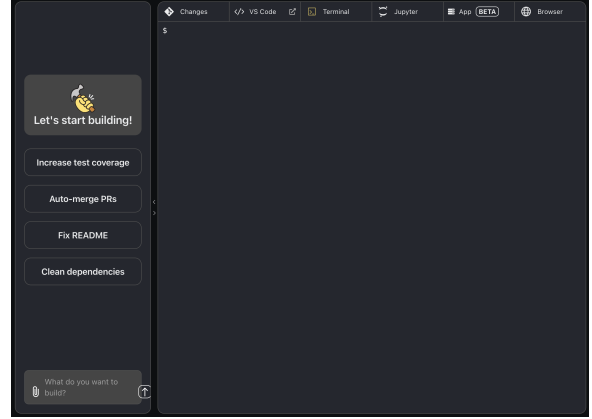 Changes
VS Code
Terminal
Jupyter
App BETA
Browser
$
Let's start building!
Increase test coverage
Auto-merge PRs
Fix README
Clean dependencies
What do you want to
build?